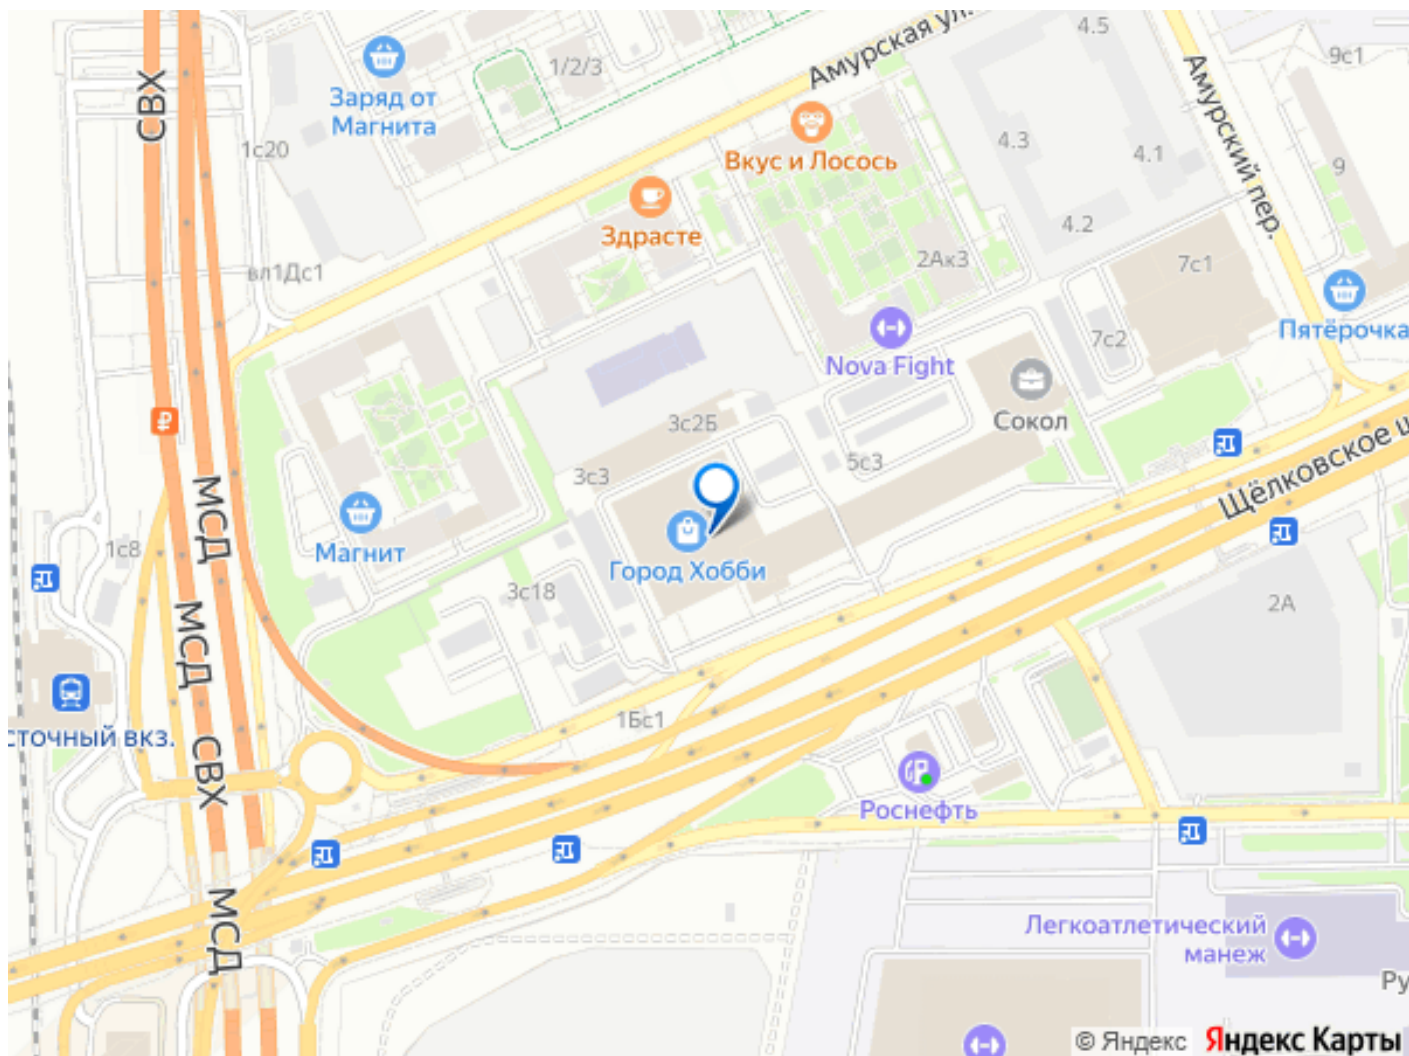 4.5
Амурская ул.
9с1
1/2/3
СВХ
Заряд от
Магнита
Амурский пер.
1с20
4.3
4.1
Вкус и Лосось
9
4.2
Здрасте
2Ак3
7с1
вл1Дс1
Пятёрочка
7с2
Nova Fight
3с2Б
Сокол
5с3
3с3
Щёлковское ш
МСД
Магнит
1с8
Город Хобби
3с18
2А
МСД
1Бс1
сточный вкз.
СВХ
Роснефть
МСД
Легкоатлетический
манеж
Ру
© Яндекс
Яндекс Карты